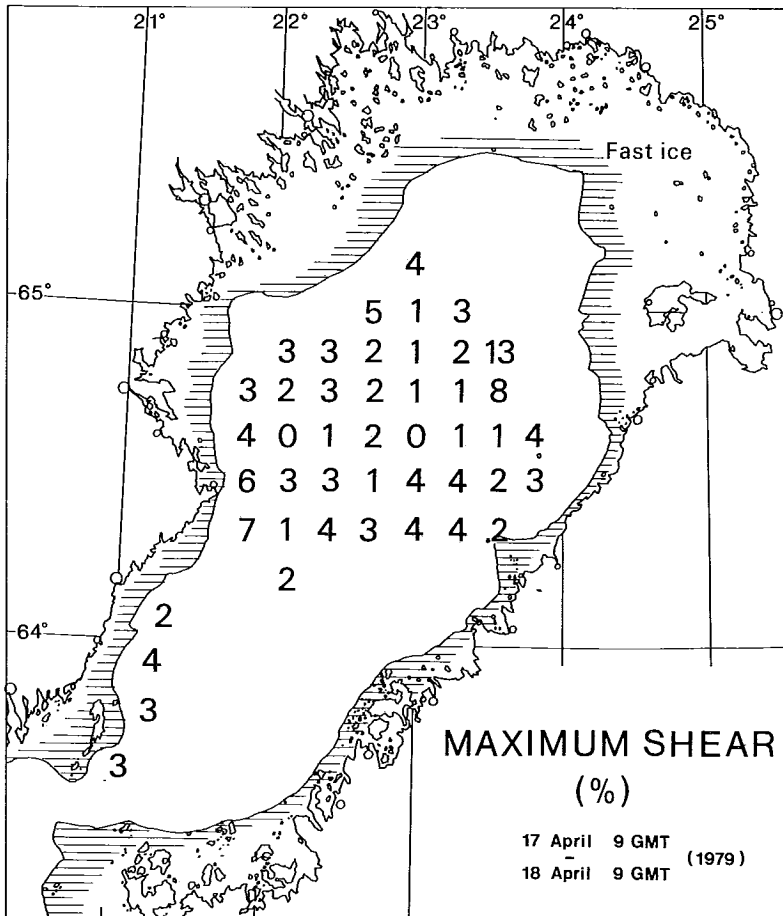 21° 22° 23° 24° 25°
Fast ice
4
65°
5 1 3
3 3 2 1 2 13
3 2 3 2 1 1 8
4 0 1 2 0 1 1 4
6 3 3 1 4 4 2 3
7 1 4 3 4 4 2
2
2
64°
4
3
3
MAXIMUM SHEAR
(%)
17 April 9 GMT
– (1979)
18 April 9 GMT